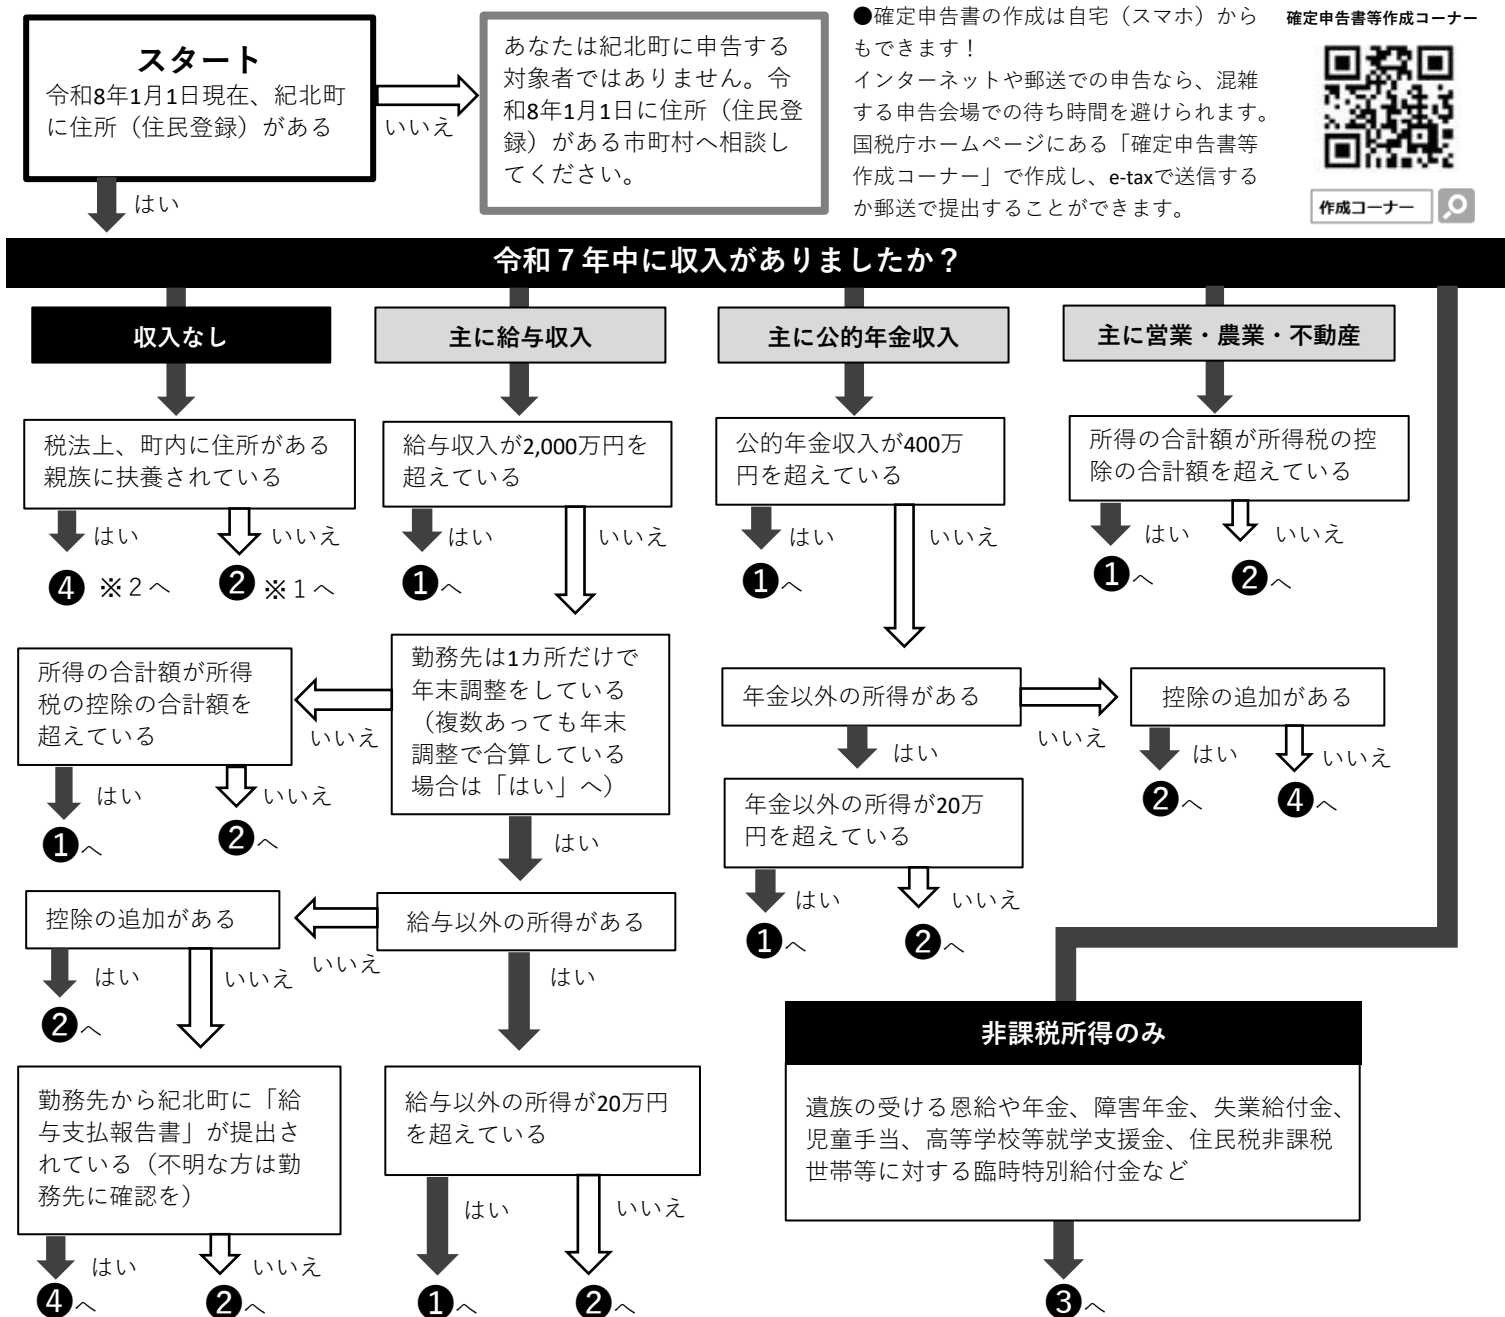 スタート
令和8年1月1日現在、紀北町
に住所（住民登録）がある
いいえ
はい
あなたは紀北町に申告する
対象者ではありません。令
和8年1月1日に住所（住民登
録）がある市町村へ相談し
てください。
●確定申告書の作成は自宅（スマホ）から
もできます！
インターネットや郵送での申告なら、混雑
する申告会場での待ち時間を避けられます。
国税庁ホームページにある「確定申告書等
作成コーナー」で作成し、e-taxで送信する
か郵送で提出することができます。
確定申告書等作成コーナー
作成コーナー
令和７年中に収入がありましたか？
収入なし
税法上、町内に住所がある
親族に扶養されている
はい
いいえ
❹ ※２へ
❷ ※１へ
主に給与収入
給与収入が2,000万円を
超えている
はい
いいえ
❶へ
勤務先は1カ所だけで
年末調整をしている
（複数あっても年末
調整で合算している
場合は「はい」へ）
いいえ
はい
所得の合計額が所得
税の控除の合計額を
超えている
はい
いいえ
❶へ
❷へ
給与以外の所得がある
いいえ
はい
控除の追加がある
はい
いいえ
❷へ
勤務先から紀北町に「給
与支払報告書」が提出さ
れている（不明な方は勤
務先に確認を）
はい
いいえ
❹へ
❷へ
給与以外の所得が20万円
を超えている
はい
いいえ
❶へ
❷へ
主に公的年金収入
公的年金収入が400万
円を超えている
はい
いいえ
❶へ
年金以外の所得がある
はい
いいえ
控除の追加がある
はい
いいえ
❷へ
❹へ
年金以外の所得が20万
円を超えている
はい
いいえ
❶へ
❷へ
主に営業・農業・不動産
所得の合計額が所得税の控
除の合計額を超えている
はい
いいえ
❶へ
❷へ
非課税所得のみ
遺族の受ける恩給や年金、障害年金、失業給付金、
児童手当、高等学校等就学支援金、住民税非課税
世帯等に対する臨時特別給付金など
❸へ